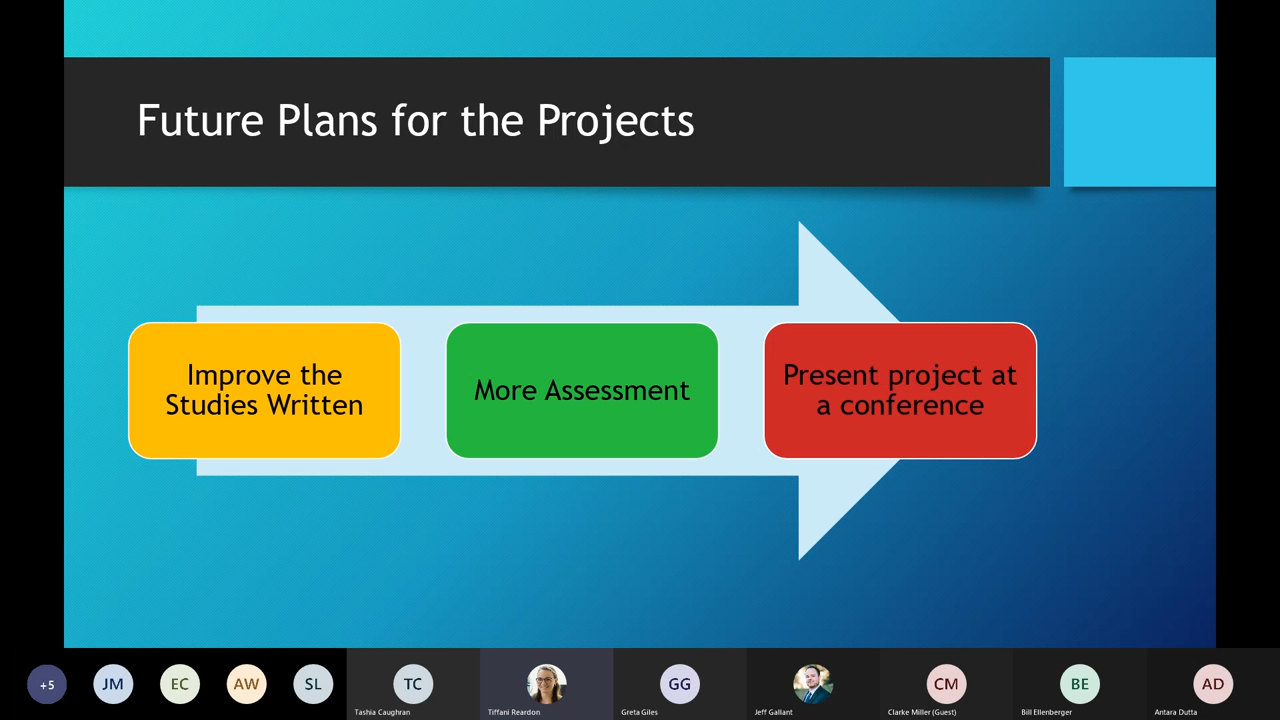 Future Plans for the Projects
Improve the
Studies Written
More Assessment
Present project at
a conference
+5
JM
EC
AW
SL
TC
GG
CM
BE
AD
Tashia Caughran
Tiffani Reardon
Greta Giles
Jeff Gallant
Clarke Miller (Guest)
Bill Ellenberger
Antara Dutta